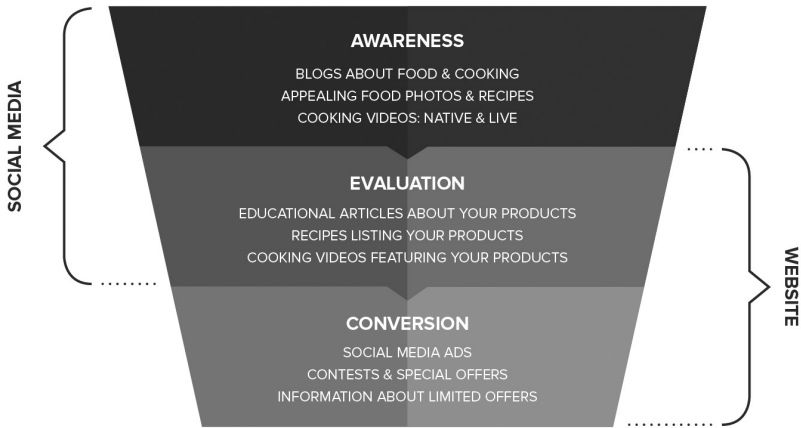 SOCIAL MEDIA
AWARENESS
BLOGS ABOUT FOOD & COOKING
APPEALING FOOD PHOTOS & RECIPES
COOKING VIDEOS: NATIVE & LIVE
EVALUATION
EDUCATIONAL ARTICLES ABOUT YOUR PRODUCTS
RECIPES LISTING YOUR PRODUCTS
COOKING VIDEOS FEATURING YOUR PRODUCTS
CONVERSION
SOCIAL MEDIA ADS
CONTESTS & SPECIAL OFFERS
INFORMATION ABOUT LIMITED OFFERS
WEBSITE